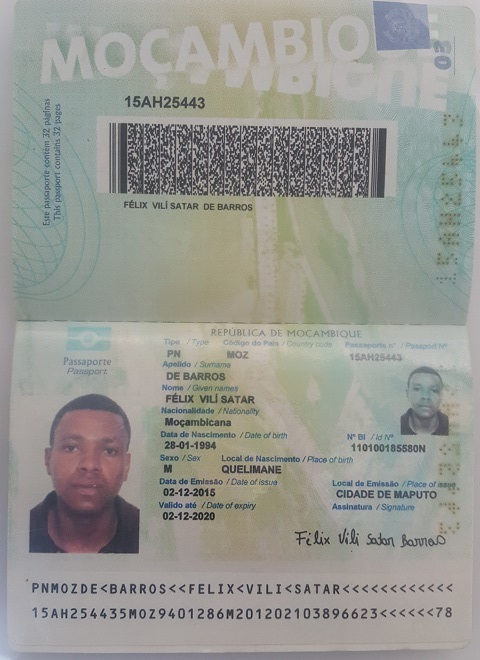 MOÇAMBIQUE
03
15AH25443
Este passaporte contém 32 páginas
This passport contains 32 pages
FÉLIX VILÍ SATAR DE BARROS
15AH25443
REPÚBLICA DE MOÇAMBIQUE
Passaporte
Passport
Tipo / Type Código do País / Country code Passaporte nº / Passport Nº
PN MOZ 15AH25443
Apelido / Surname
DE BARROS
Nome / Given names
FÉLIX VILÍ SATAR
Nacionalidade / Nationality
Moçambicana
Data de Nascimento / Date of birth Nº BI / Id Nº
28-01-1994 110100185580N
Sexo / Sex Local de Nascimento / Place of birth
M QUELIMANE
Data de Emissão / Date of issue Local de Emissão / Place of issue
02-12-2015 CIDADE DE MAPUTO
Valido até / Date of expiry Assinatura / Signature
02-12-2020
Félix Vili Satar Barros
PNMOZDE<BARROS<<FELIX<VILI<SATAR<<<<<<<<<<<<
15AH254435MOZ9401286M201202103896623<<<<<<78